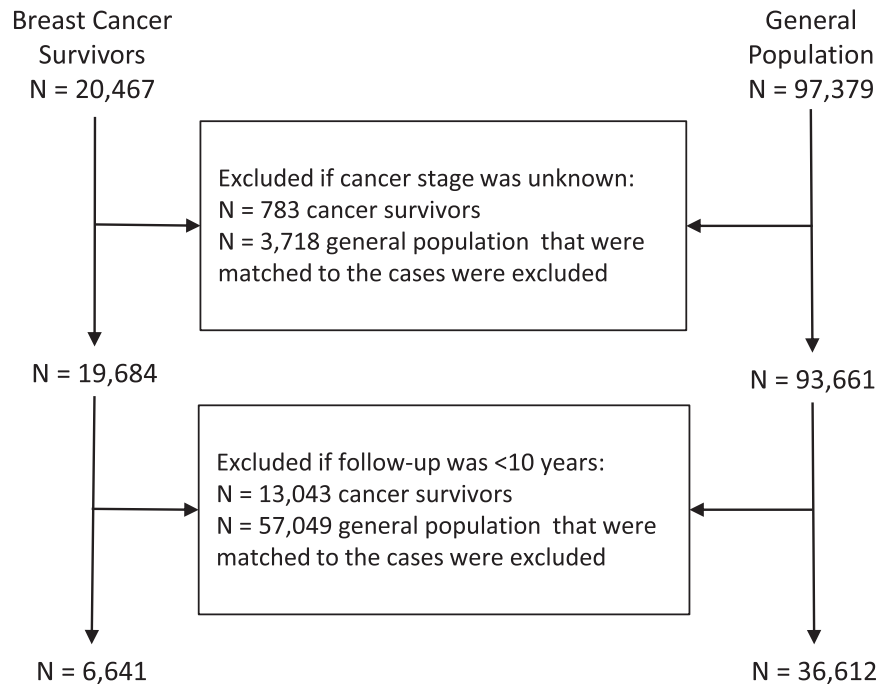 Breast Cancer
Survivors
N = 20,467
General
Population
N = 97,379
Excluded if cancer stage was unknown:
N = 783 cancer survivors
N = 3,718 general population that were
matched to the cases were excluded
N = 19,684
N = 93,661
Excluded if follow-up was <10 years:
N = 13,043 cancer survivors
N = 57,049 general population that were
matched to the cases were excluded
N = 6,641
N = 36,612